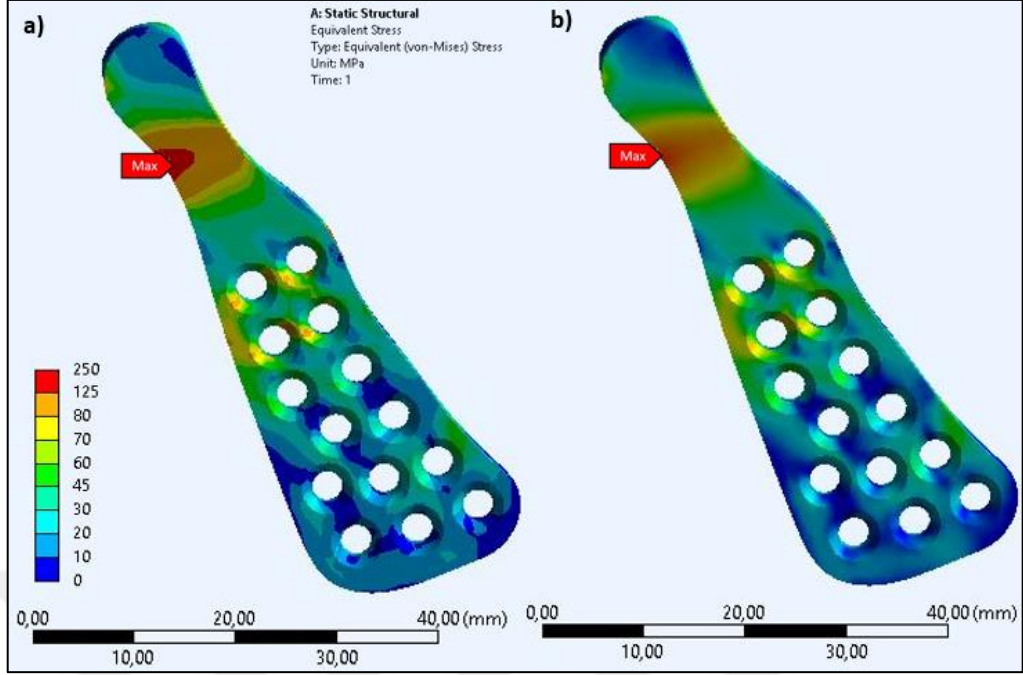 a)
A: Static Structural
Equivalent Stress
Type: Equivalent (von-Mises) Stress
Unit: MPa
Time: 1
b)
Max
Max
250
125
80
70
60
45
30
20
10
0
0,00 20,00 40,00 (mm)
10,00 30,00
0,00 20,00 40,00 (mm)
10,00 30,00